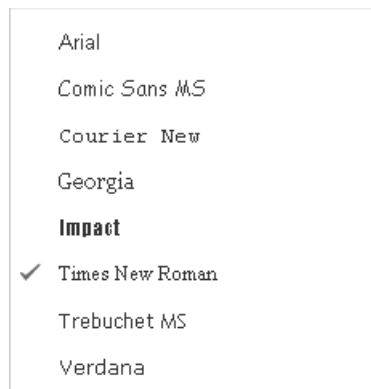 Arial
Comic Sans MS
Courier New
Georgia
Impact
Times New Roman
Trebuchet MS
Verdana